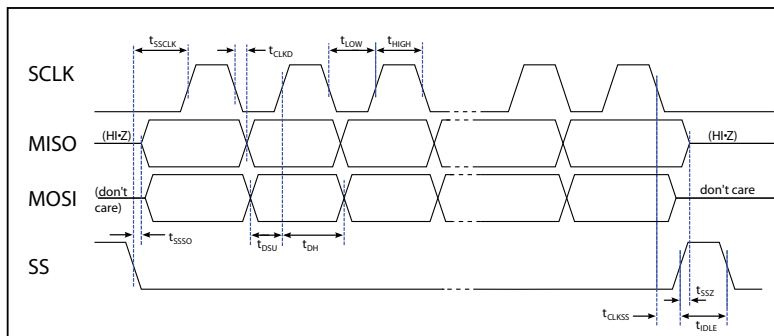 tSSCLK
tCLKD
tLOW
tHIGH
SCLK
(HI•Z)
MISO
(HI•Z)
(don't
care)
MOSI
don't care
tSSSO
tDSU
tDH
SS
tSSZ
tCLKSS
tIDLE